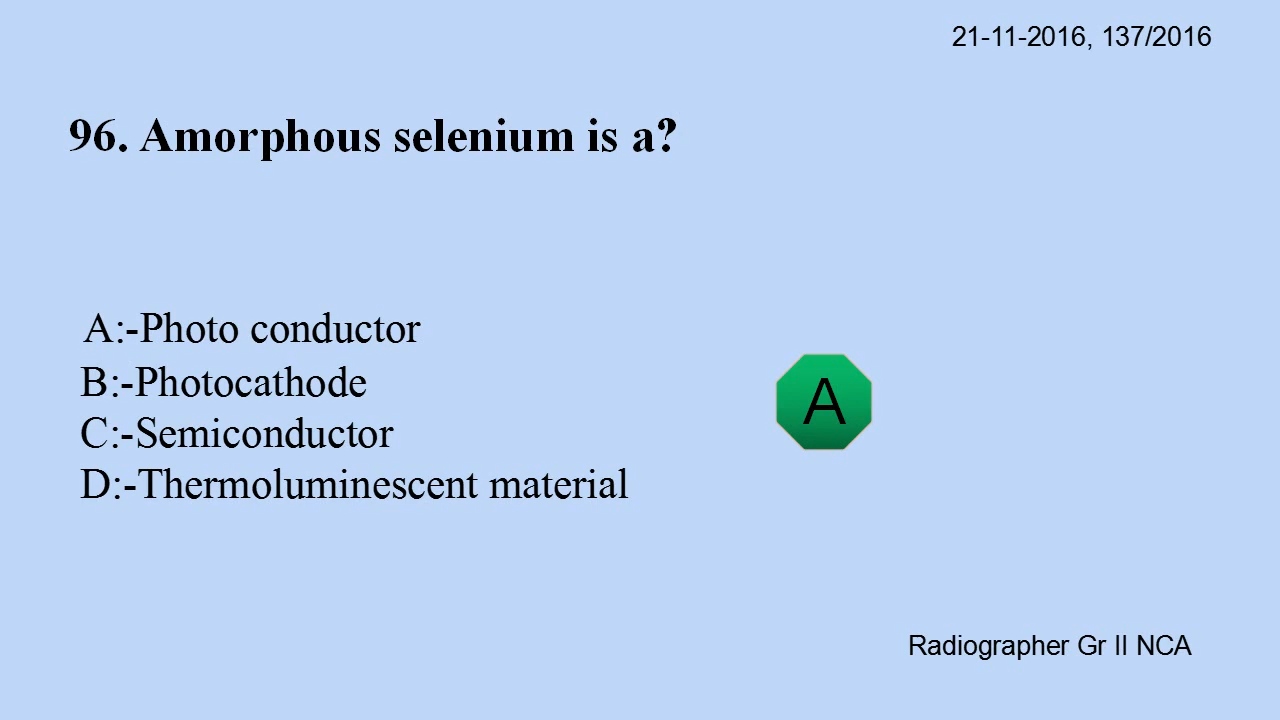 21-11-2016, 137/2016
96. Amorphous selenium is a?
A:-Photo conductor
B:-Photocathode
C:-Semiconductor
D:-Thermoluminescent material
A
Radiographer Gr II NCA